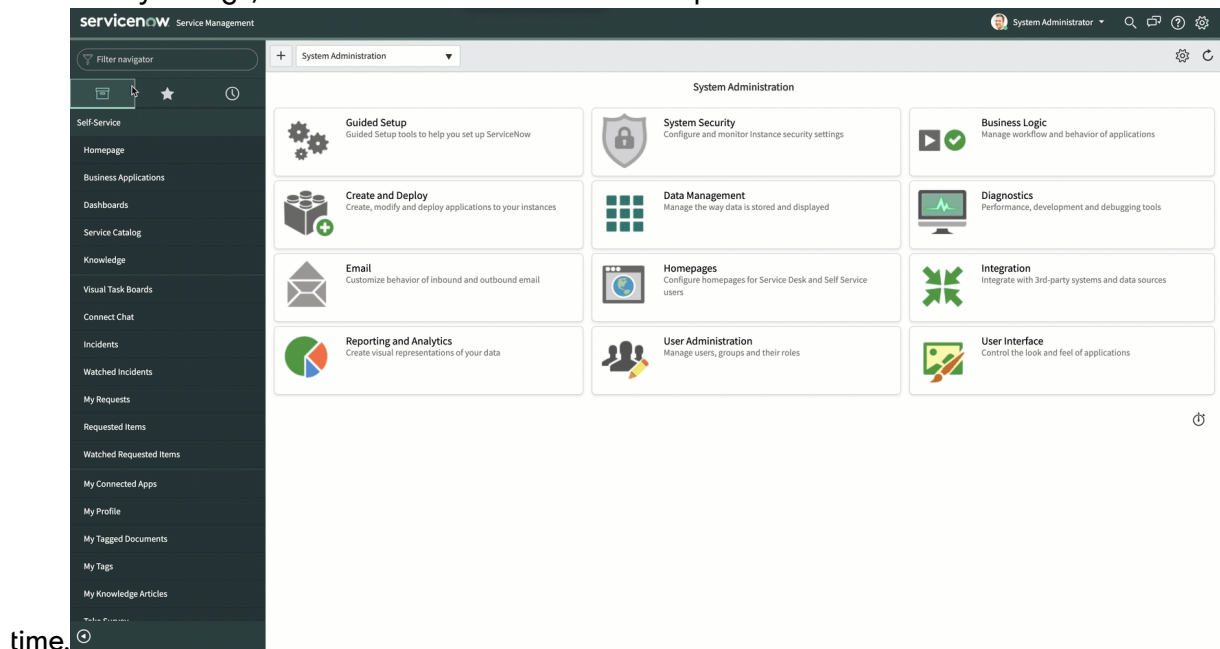 servicenow Service Management
System Administrator
Filter navigator
System Administration
System Administration
Self-Service
Homepage
Business Applications
Dashboards
Service Catalog
Knowledge
Visual Task Boards
Connect Chat
Incidents
Watched Incidents
My Requests
Requested Items
Watched Requested Items
My Connected Apps
My Profile
My Tagged Documents
My Tags
My Knowledge Articles
Guided Setup
Guided Setup tools to help you set up ServiceNow
System Security
Configure and monitor Instance security settings
Business Logic
Manage workflow and behavior of applications
Create and Deploy
Create, modify and deploy applications to your instances
Data Management
Manage the way data is stored and displayed
Diagnostics
Performance, development and debugging tools
Email
Customize behavior of inbound and outbound email
Homepages
Configure homepages for Service Desk and Self Service
users
Integration
Integrate with 3rd-party systems and data sources
Reporting and Analytics
Create visual representations of your data
User Administration
Manage users, groups and their roles
User Interface
Control the look and feel of applications
time.